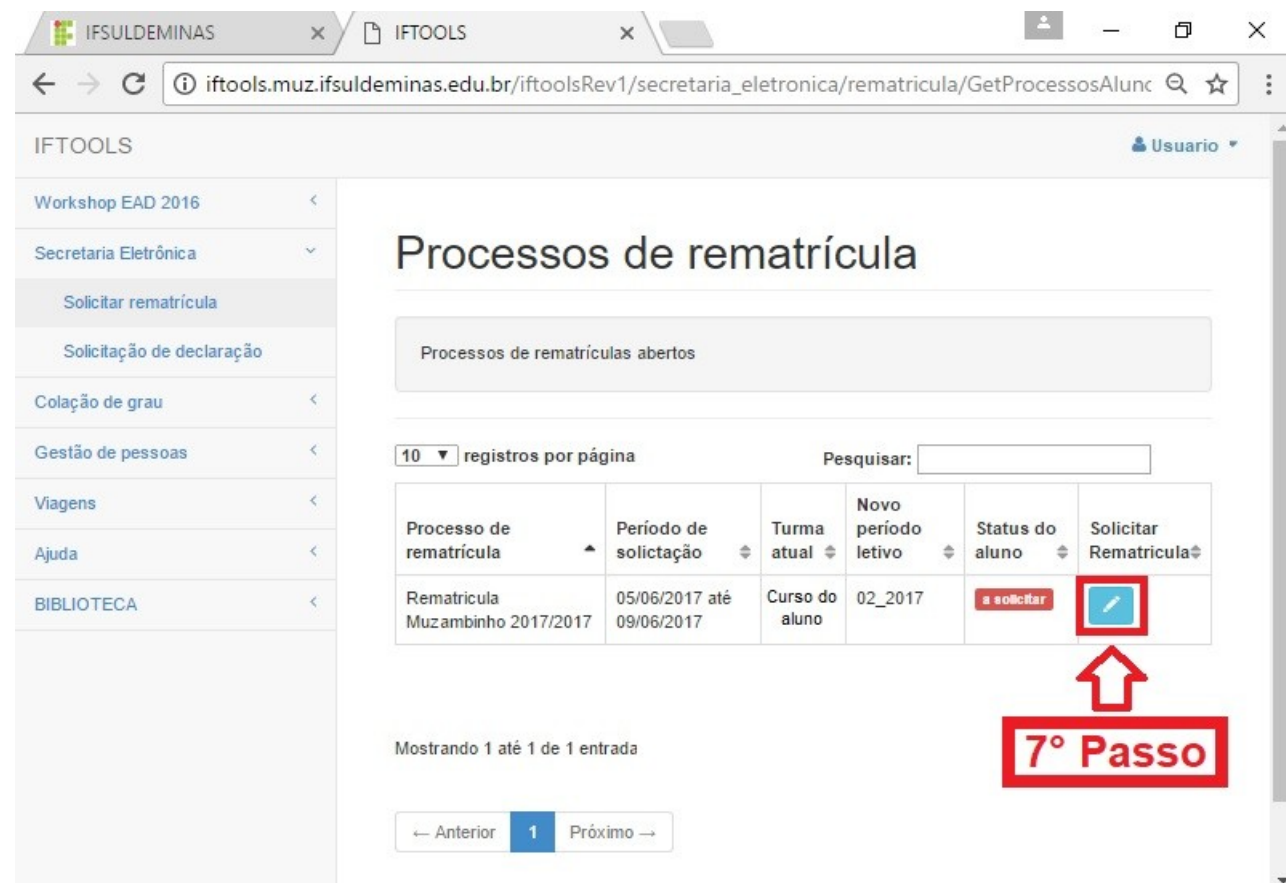 IFSULDEMINAS
IFTOOLS
iftools.muz.ifsuldeminas.edu.br/iftoolsRev1/secretaria_eletronica/rematricula/GetProcessosAlunc
IFTOOLS
Usuario
Workshop EAD 2016
Secretaria Eletrônica
Solicitar rematrícula
Solicitação de declaração
Colação de grau
Gestão de pessoas
Viagens
Ajuda
BIBLIOTECA
Processos de rematrícula
Processos de rematrículas abertos
10 registros por página
Pesquisar:
Processo de rematrícula
Período de solictação
Turma atual
Novo período letivo
Status do aluno
Solicitar Rematricula
Rematricula Muzambinho 2017/2017
05/06/2017 até 09/06/2017
Curso do aluno
02_2017
a solicitar
7° Passo
Mostrando 1 até 1 de 1 entrada
← Anterior 1 Próximo →